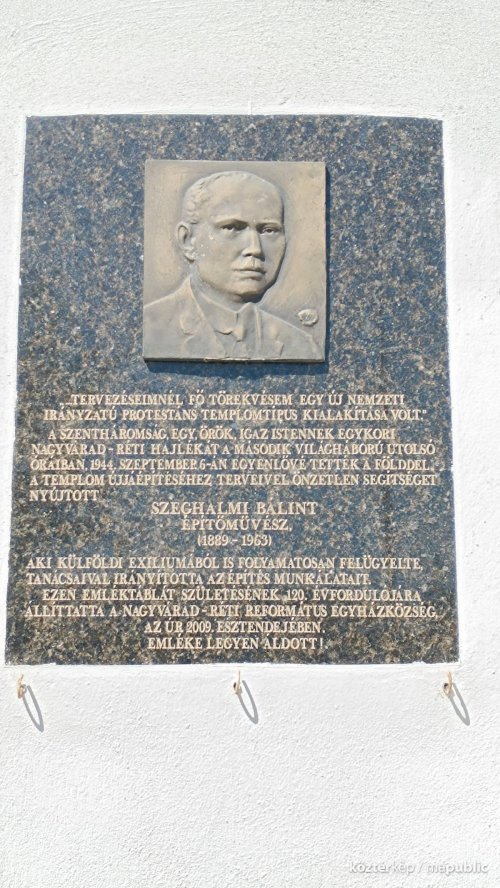 „TERVEZÉSEIMNÉL FŐ TÖREKVÉSEM EGY ÚJ NEMZETI
IRÁNYZATÚ PROTESTÁNS TEMPLOMTÍPUS KIALAKÍTÁSA VOLT.”
A SZENTHÁROMSÁG, EGY, ÖRÖK, IGAZ ISTENNEK EGYKORI
NAGYVÁRAD - RÉTI HAJLÉKÁT A MÁSODIK VILÁGHÁBORÚ UTOLSÓ
ÓRÁIBAN, 1944. SZEPTEMBER 6-ÁN EGYENLŐVÉ TETTÉK A FÖLDDEL.
A TEMPLOM ÚJJÁÉPÍTÉSÉHEZ TERVEIVEL ÖNZETLEN SEGÍTSÉGET
NYÚJTOTT
SZEGHALMI BÁLINT
ÉPÍTŐMŰVÉSZ,
(1889 - 1963)
AKI KÜLFÖLDI EXÍLIUMÁBÓL IS FOLYAMATOSAN FELÜGYELTE,
TANÁCSAIVAL IRÁNYÍTOTTA AZ ÉPÍTÉS MUNKÁLATAIT.
EZEN EMLÉKTÁBLÁT SZÜLETÉSÉNEK 120. ÉVFORDULÓJÁRA
ÁLLÍTTATTA A NAGYVÁRAD - RÉTI REFORMÁTUS EGYHÁZKÖZSÉG,
AZ ÚR 2009. ESZTENDEJÉBEN.
EMLÉKE LEGYEN ÁLDOTT!
köztérkép / mapublic